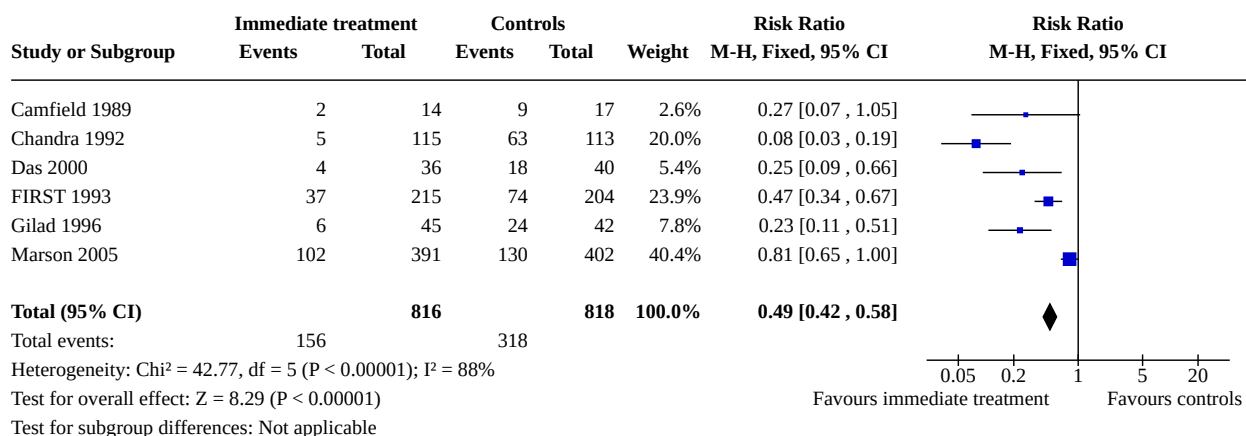 Immediate treatment Controls Risk Ratio Risk Ratio
Study or Subgroup Events Total Events Total Weight M-H, Fixed, 95% CI M-H, Fixed, 95% CI
Camfield 1989 2 14 9 17 2.6% 0.27 [0.07 , 1.05]
Chandra 1992 5 115 63 113 20.0% 0.08 [0.03 , 0.19]
Das 2000 4 36 18 40 5.4% 0.25 [0.09 , 0.66]
FIRST 1993 37 215 74 204 23.9% 0.47 [0.34 , 0.67]
Gilad 1996 6 45 24 42 7.8% 0.23 [0.11 , 0.51]
Marson 2005 102 391 130 402 40.4% 0.81 [0.65 , 1.00]
Total (95% CI) 816 818 100.0% 0.49 [0.42 , 0.58]
Total events: 156 318
Heterogeneity: Chi² = 42.77, df = 5 (P < 0.00001); I² = 88%
0.05 0.2 1 5 20
Test for overall effect: Z = 8.29 (P < 0.00001) Favours immediate treatment Favours controls
Test for subgroup differences: Not applicable